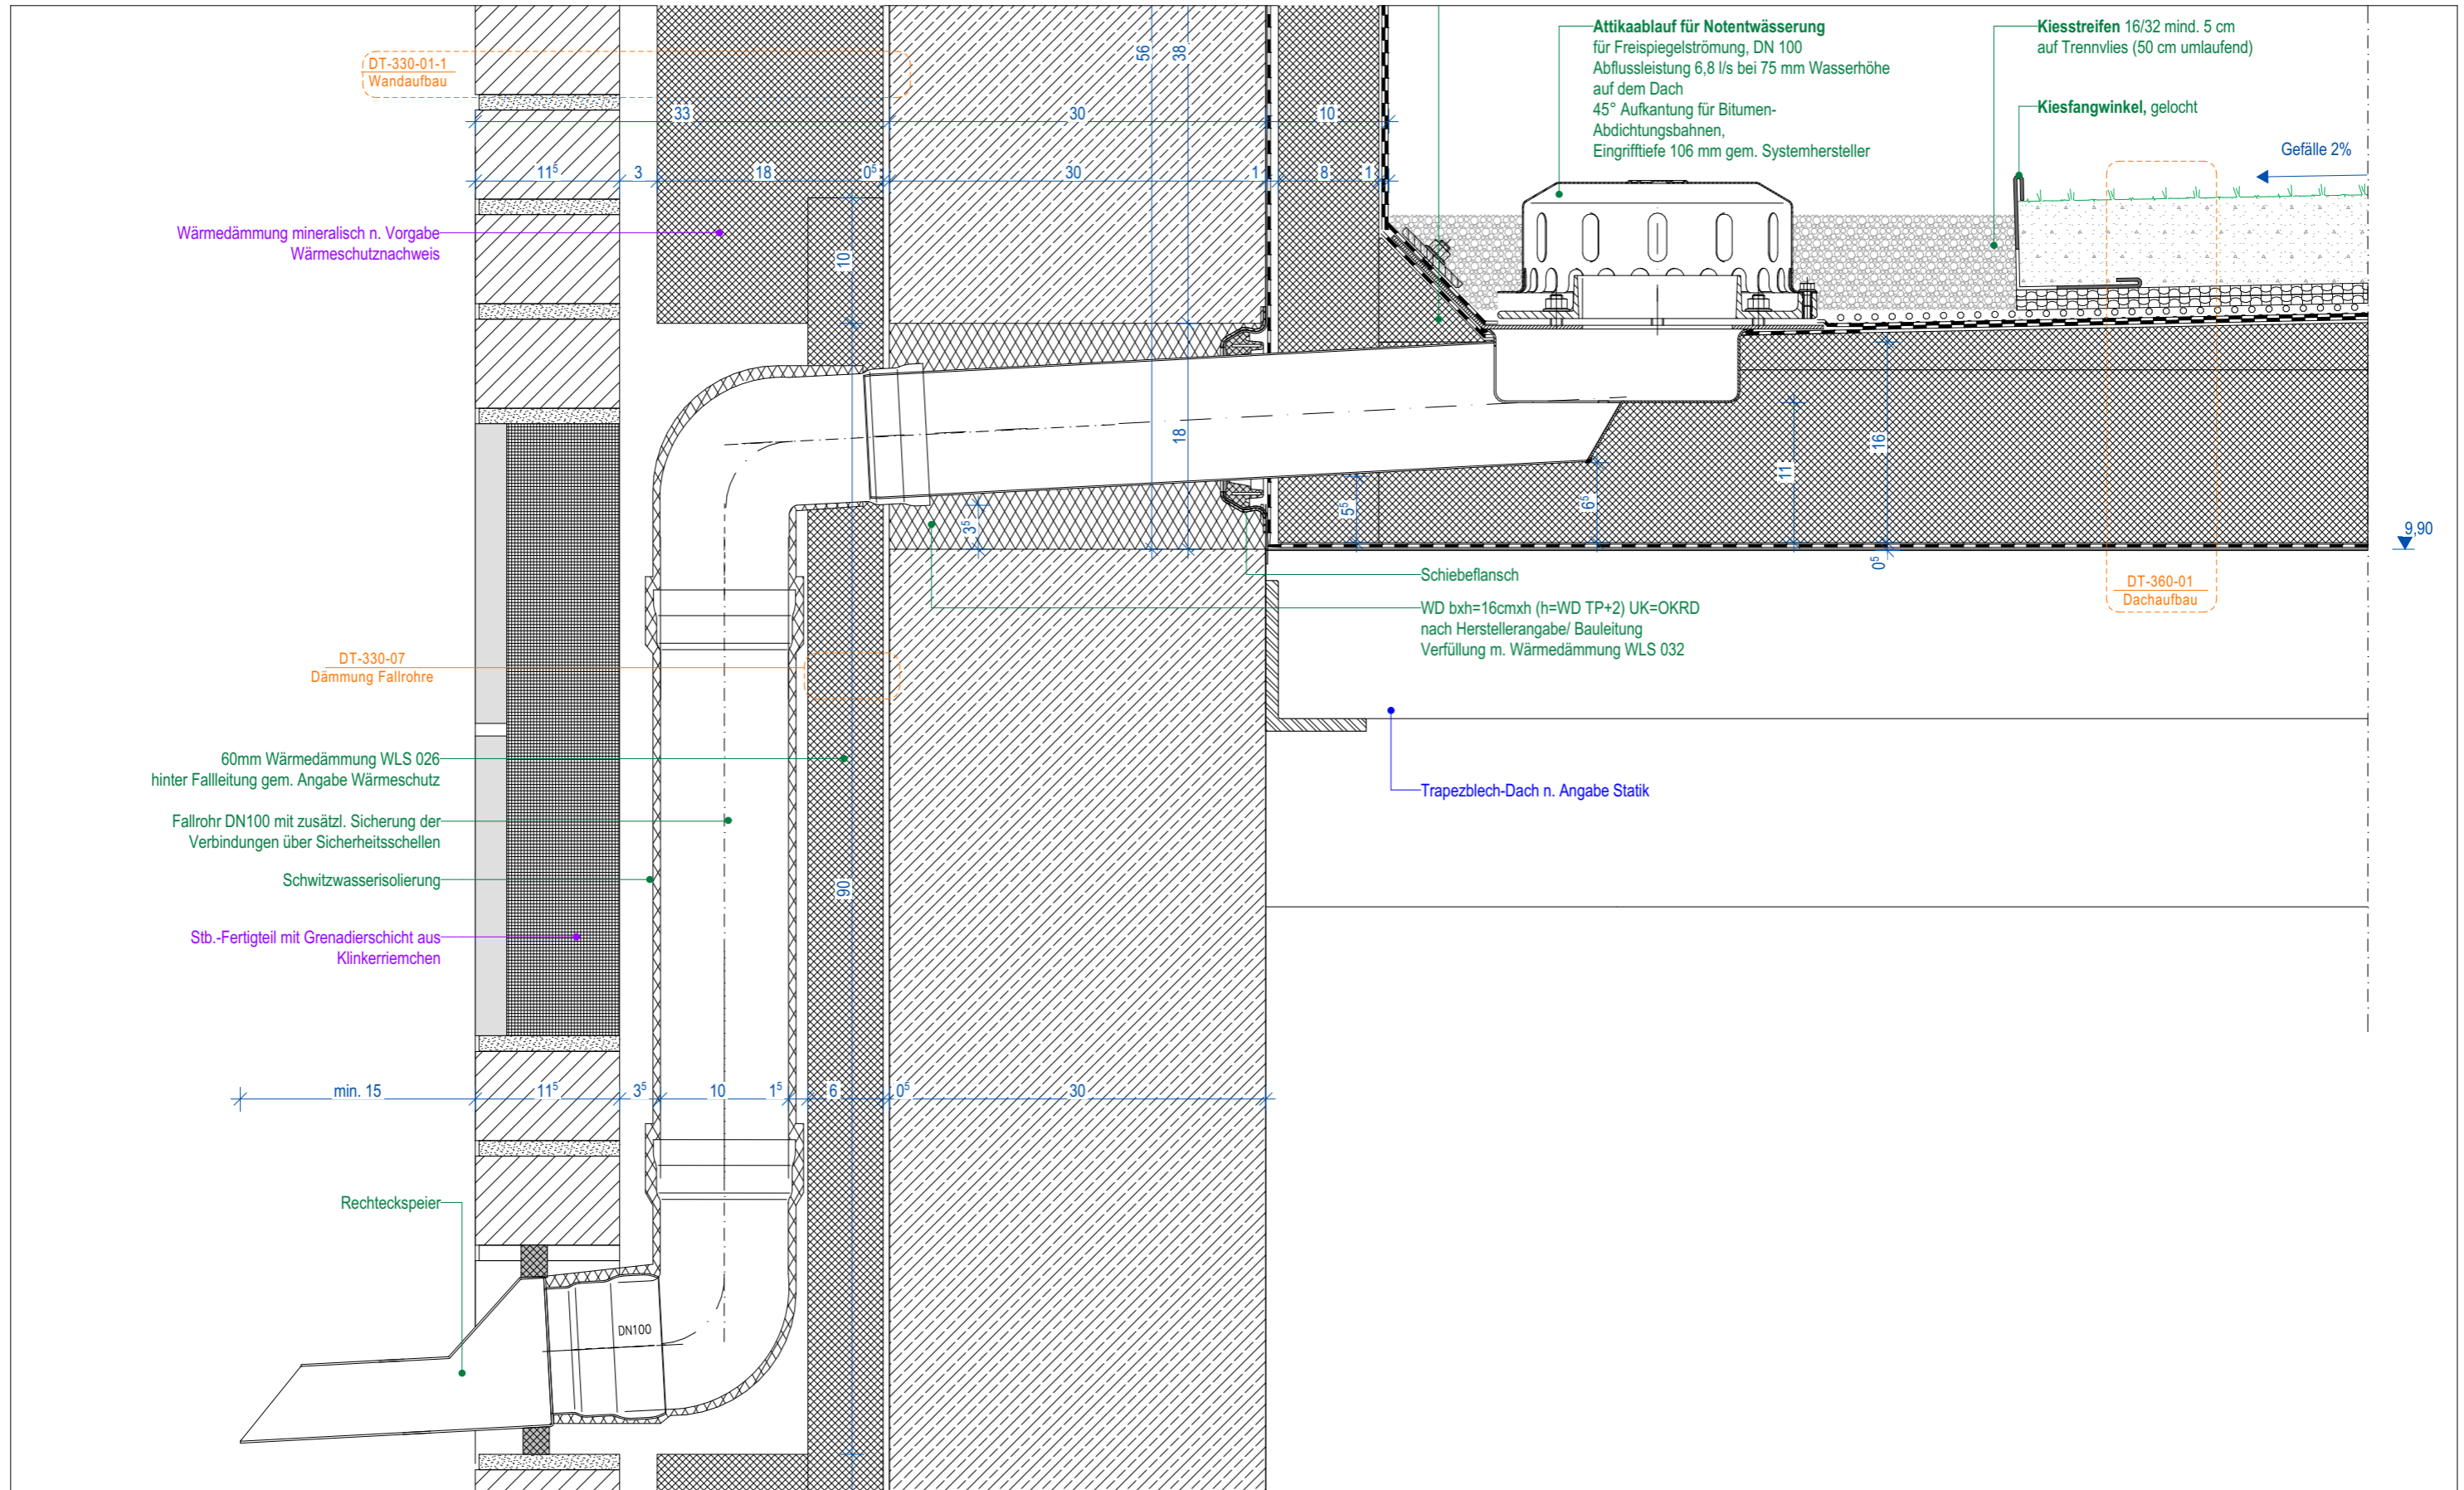 Attikaablauf für Notentwässerung
für Freispiegelströmung, DN 100
Abflussleistung 6,8 l/s bei 75 mm Wasserhöhe
auf dem Dach
45° Aufkantung für Bitumen-
Abdichtungsbahnen,
Eingrifftiefe 106 mm gem. Systemhersteller
Kiesstreifen 16/32 mind. 5 cm
auf Trennvlies (50 cm umlaufend)
Kiesfangwinkel, gelocht
Gefälle 2%
DT-330-01-1
Wandaufbau
56
38
33
30
10
11⁵
3
18
0⁵
30
1
8
1
Wärmedämmung mineralisch n. Vorgabe
Wärmeschutznachweis
10
18
3⁵
5⁵
6⁵
11
16
0⁵
9,90
Schiebeflansch
WD bxh=16cmxh (h=WD TP+2) UK=OKRD
nach Herstellerangabe/ Bauleitung
Verfüllung m. Wärmedämmung WLS 032
DT-360-01
Dachaufbau
DT-330-07
Dämmung Fallrohre
60mm Wärmedämmung WLS 026
hinter Fallleitung gem. Angabe Wärmeschutz
Trapezblech-Dach n. Angabe Statik
Fallrohr DN100 mit zusätzl. Sicherung der
Verbindungen über Sicherheitsschellen
Schwitzwasserisolierung
90
Stb.-Fertigteil mit Grenadierschicht aus
Klinkerriemchen
min. 15
11⁵
3⁵
10
1⁵
6
0⁵
30
Rechteckspeier
DN100